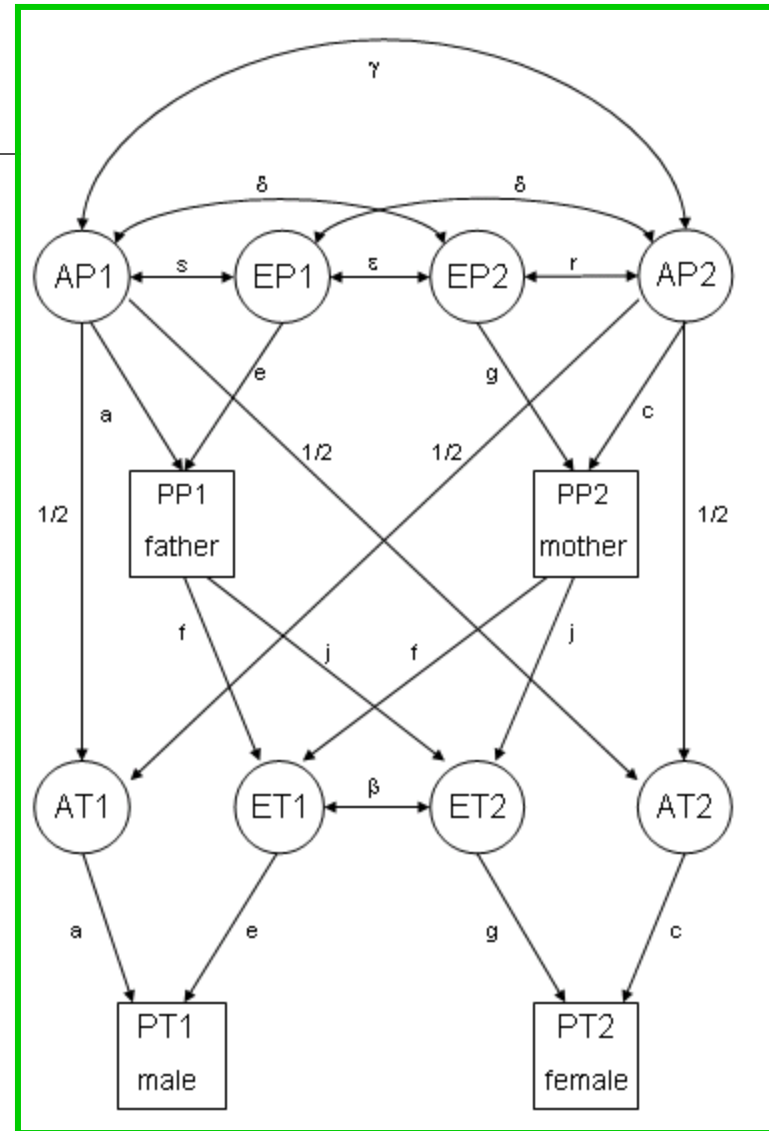 γ
δ δ
AP1 s EP1 ε EP2 r AP2
e g
a c
1/2 1/2
1/2 1/2
PP1 PP2
father mother
f j f j
AT1 ET1 β ET2 AT2
a e g c
PT1 PT2
male female